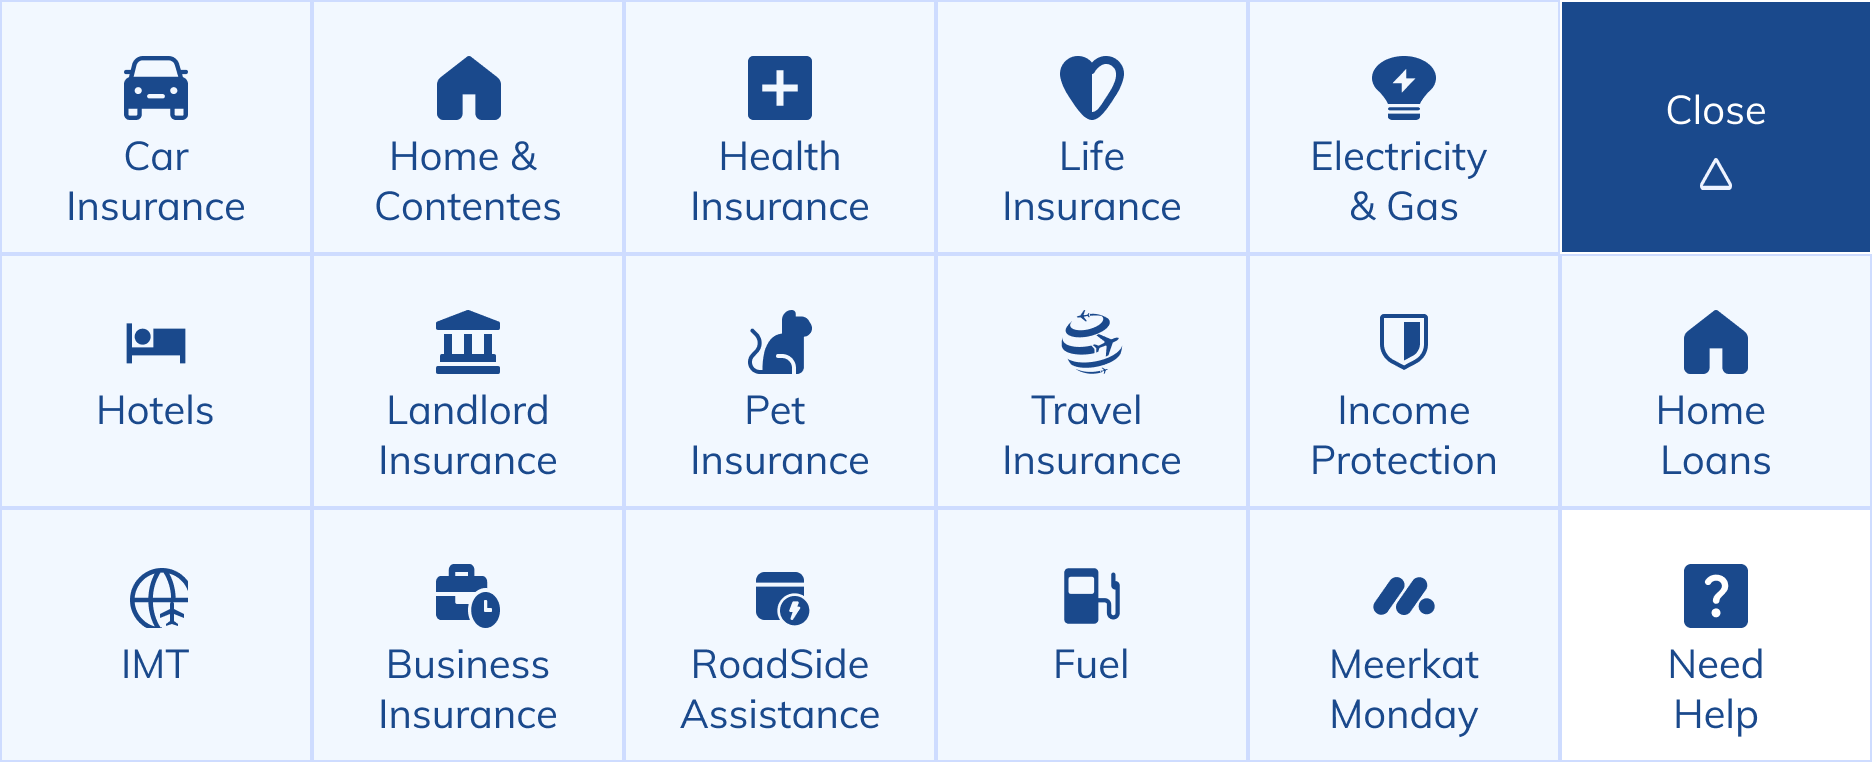 Car
Insurance
Home &
Contentes
Health
Insurance
Life
Insurance
Electricity
& Gas
Close
Hotels
Landlord
Insurance
Pet
Insurance
Travel
Insurance
Income
Protection
Home
Loans
IMT
Business
Insurance
RoadSide
Assistance
Fuel
Meerkat
Monday
Need
Help